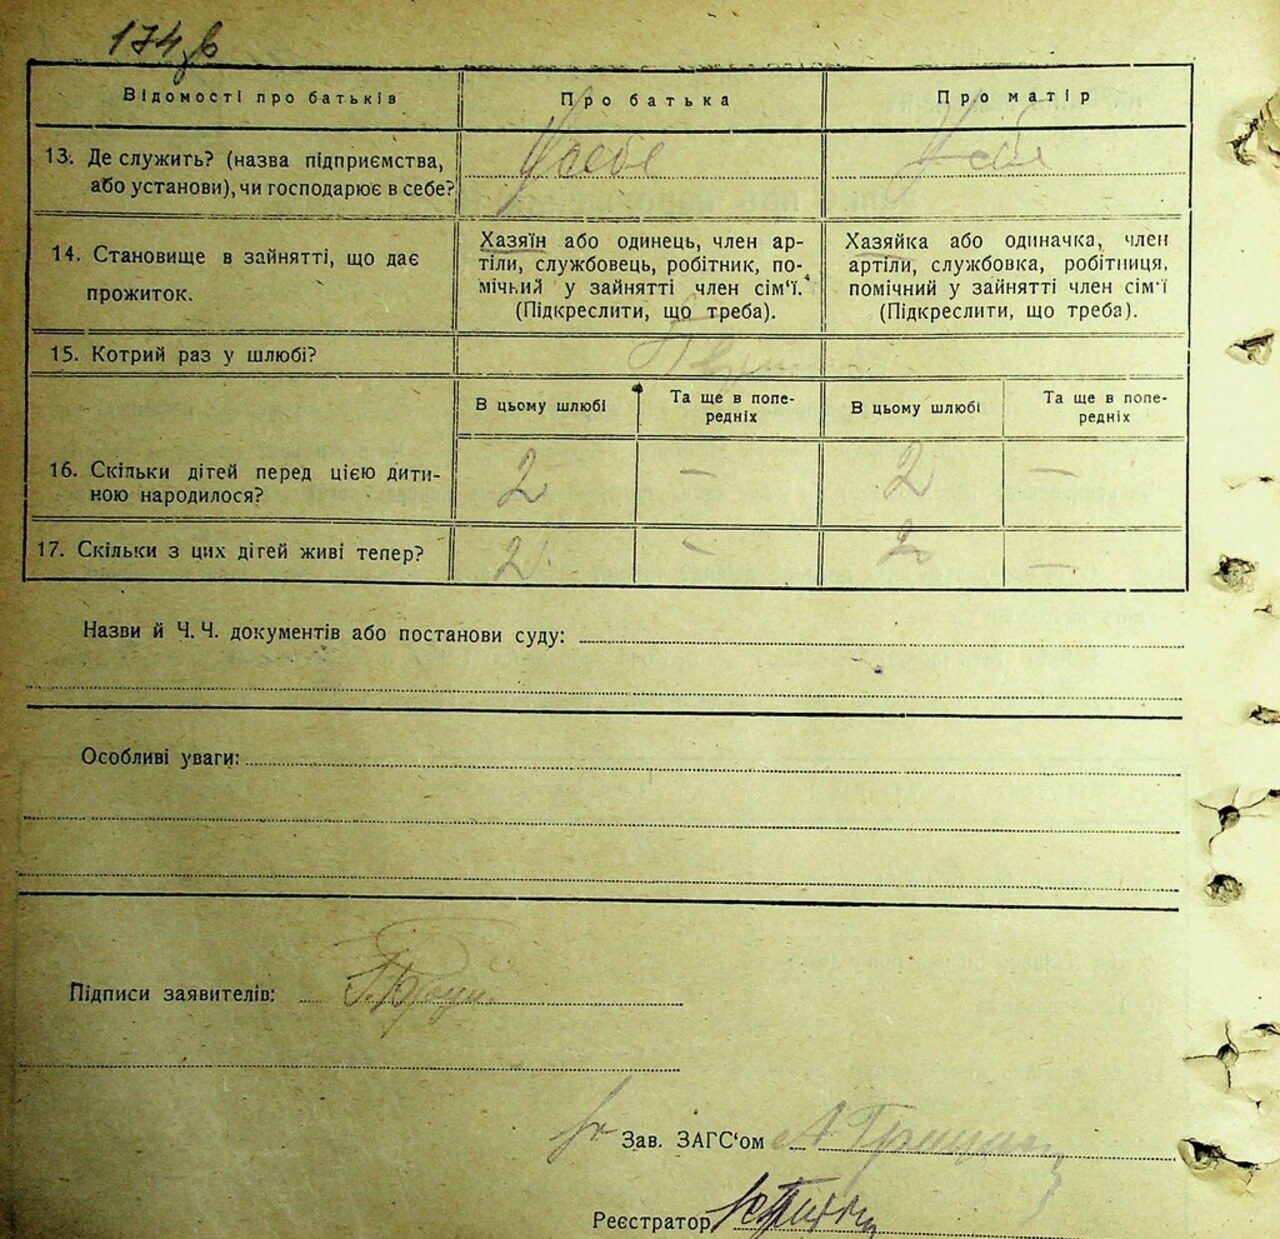 174
Відомості про батьків
Про батька
Про матір
13. Де служить? (назва підприємства,
або установи), чи господарює в себе?
У себе
У себе
14. Становище в зайнятті, що дає
прожиток.
Хазяїн або одинець, член ар-
тіли, службовець, робітник, по-
мічний у зайнятті член сім'ї.
(Підкреслити, що треба).
Хазяйка або одиначка, член
артіли, службовка, робітниця,
помічний у зайнятті член сім'ї
(Підкреслити, що треба).
15. Котрий раз у шлюбі?
В цьому шлюбі
Та ще в попе-
редніх
В цьому шлюбі
Та ще в попе-
редніх
16. Скільки дітей перед цією дити-
ною народилося?
2 — 2 —
17. Скільки з цих дітей живі тепер?
2 — 2 —
Назви й Ч. Ч. документів або постанови суду:
Особливі уваги:
Підписи заявителів:
Зав. ЗАГС'ом
Реєстратор